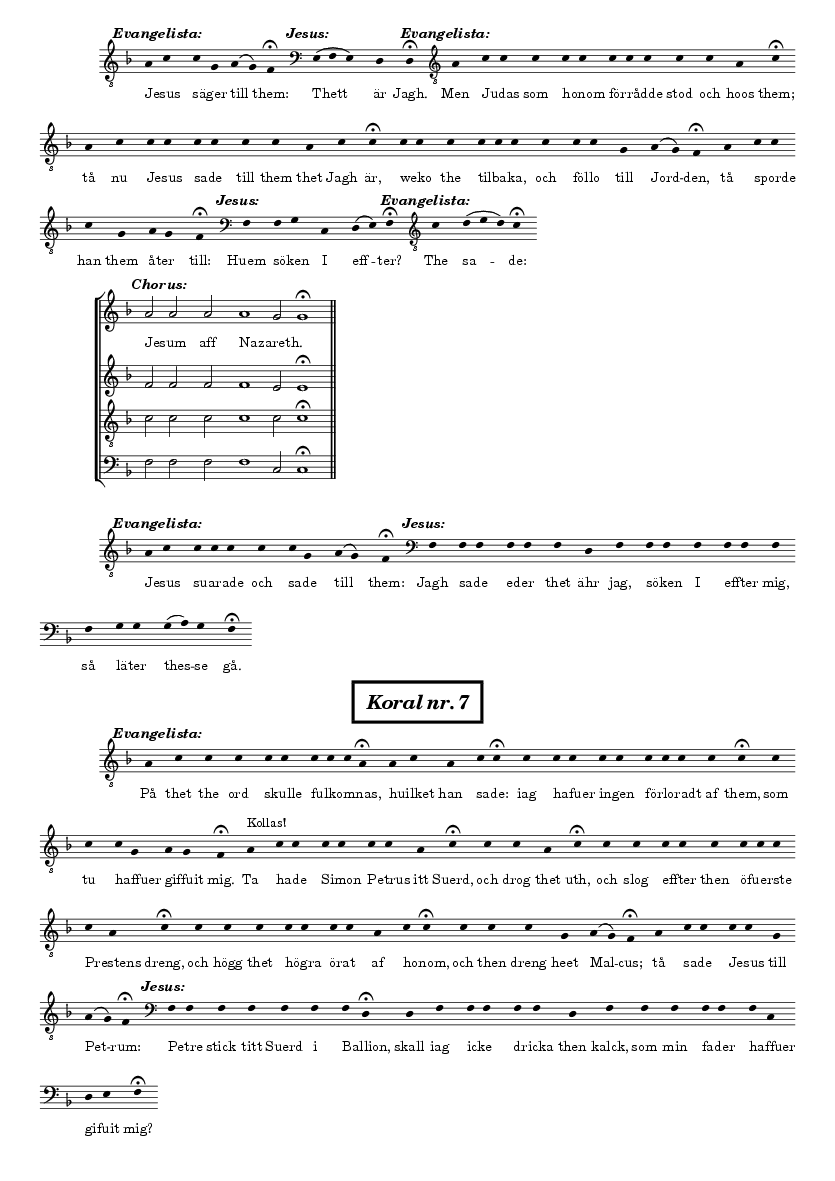 Evangelista: Jesus: Evangelista:
Jesus säger till them: Thett är Jagh. Men Judas som honom förrådde stod och hoos them;
tå nu Jesus sade till them thet Jagh är, weko the tilbaka, och föllo till Jord-den, tå sporde
Jesus: Evangelista:
han them åter till: Huem söken I eff-ter? The sa - de:
Chorus:
Jesum aff Nazareth.
Evangelista: Jesus:
Jesus suarade och sade till them: Jagh sade eder thet ähr jag, söken I effter mig,
så läter thes-se gå.
Koral nr. 7
Evangelista:
På thet the ord skulle fulkomnas, huilket han sade: iag hafuer ingen förloradt af them, som
Kollas!
tu haffuer giffuit mig. Ta hade Simon Petrus itt Suerd, och drog thet uth, och slog effter then öfuerste
Prestens dreng, och högg thet högra örat af honom, och then dreng heet Mal-cus; tå sade Jesus till
Jesus:
Pet-rum: Petre stick titt Suerd i Ballion, skall iag icke dricka then kalck, som min fader haffuer
gifuit mig?